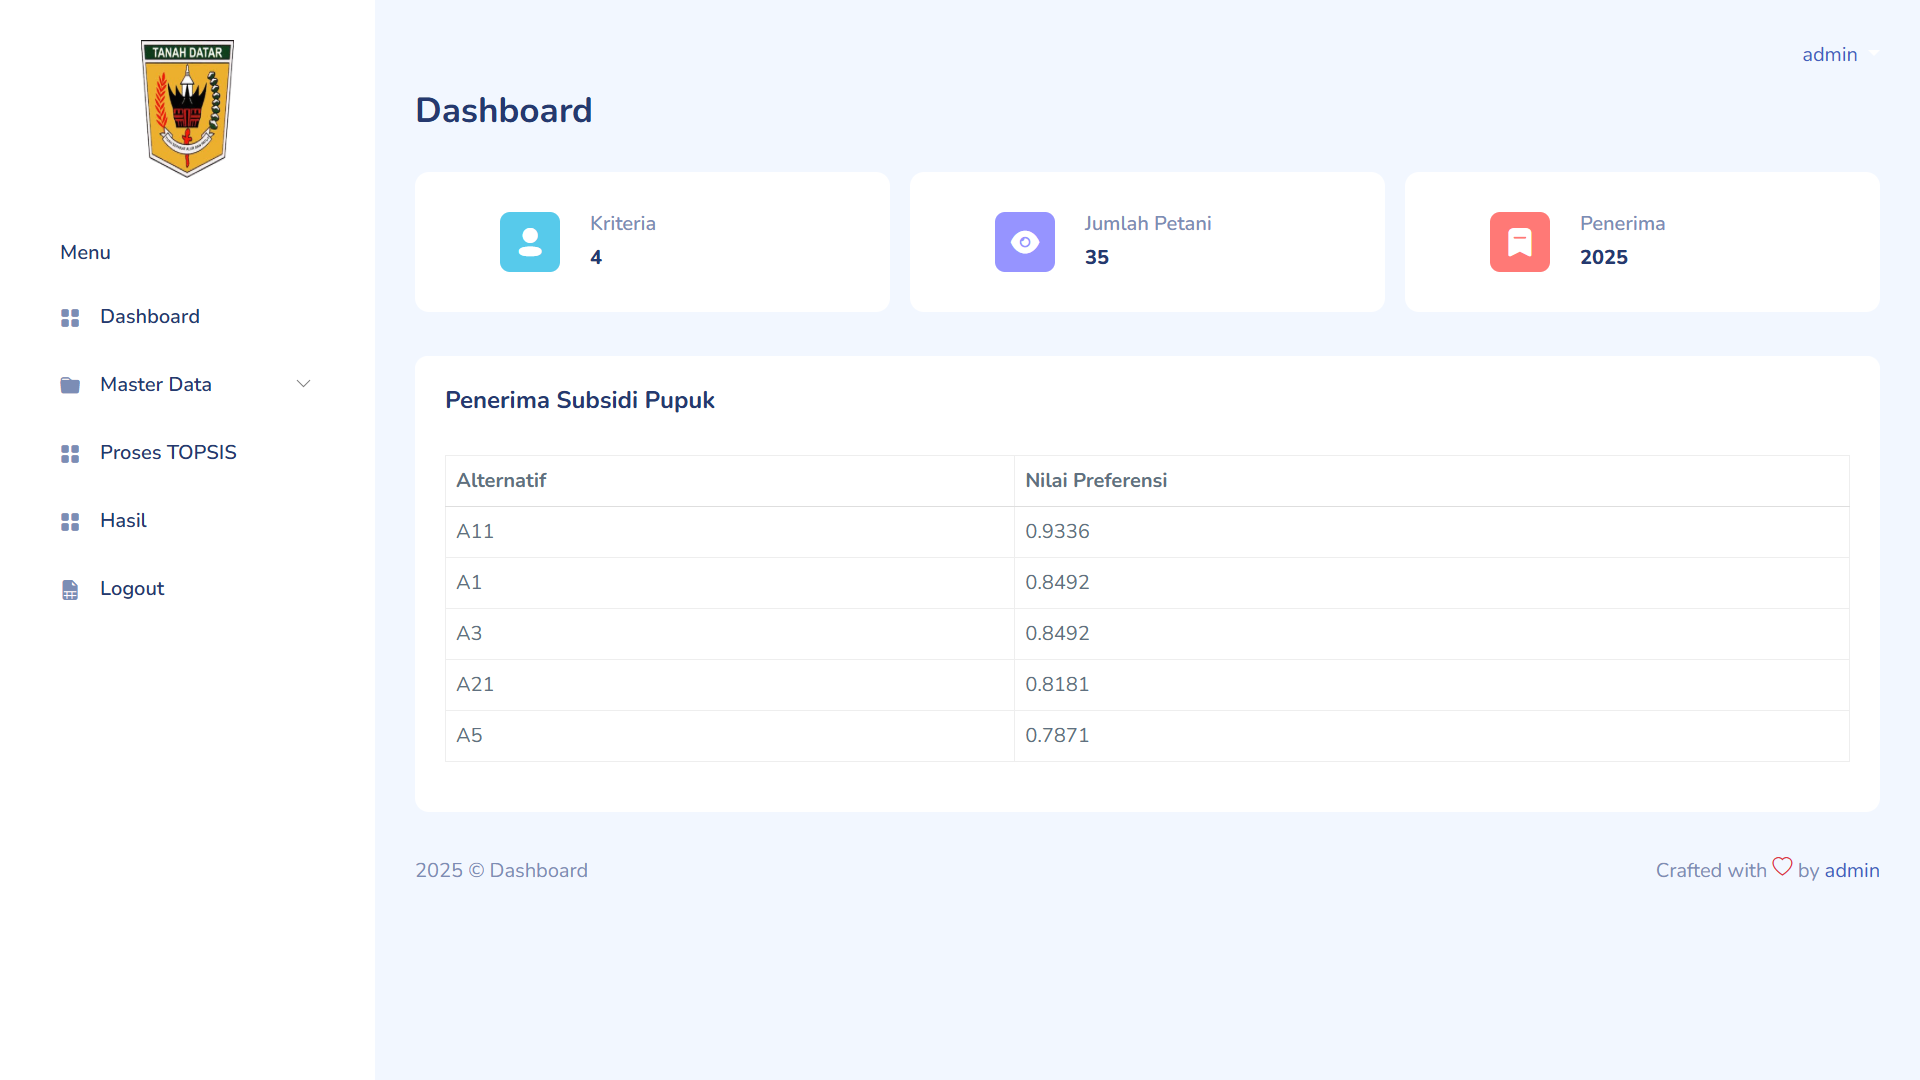 TANAH DATAR
Menu
Dashboard
Master Data
Proses TOPSIS
Hasil
Logout
admin
Dashboard
Kriteria
4
Jumlah Petani
35
Penerima
2025
Penerima Subsidi Pupuk
Alternatif Nilai Preferensi
A11 0.9336
A1 0.8492
A3 0.8492
A21 0.8181
A5 0.7871
2025 © Dashboard
Crafted with by admin